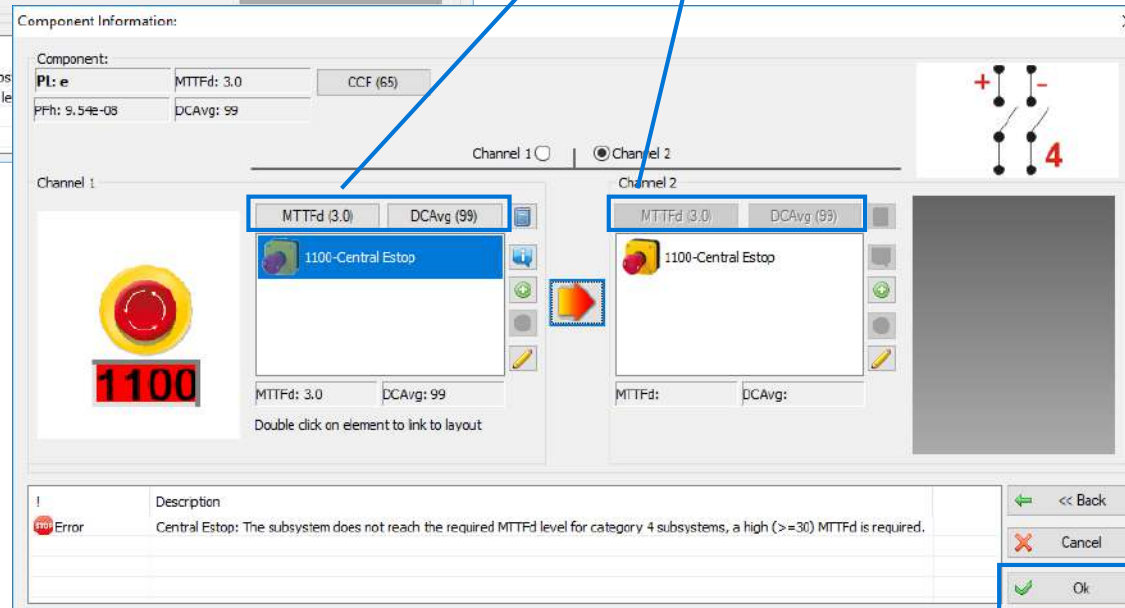 Component Information:
Component:
PL: e
MTTFd: 3.0
CCF (65)
PFh: 9.54e-08
DCAvg: 99
+
-
4
Channel 1
Channel 2
Channel 1
Channel 2
MTTFd (3.0)
DCAvg (99)
MTTFd (3.0)
DCAvg (99)
1100-Central Estop
1100-Central Estop
1100
MTTFd: 3.0
DCAvg: 99
MTTFd:
DCAvg:
Double click on element to link to layout
!
Description
<< Back
STOP
Error
Central Estop: The subsystem does not reach the required MTTFd level for category 4 subsystems, a high (>=30) MTTFd is required.
Cancel
Ok